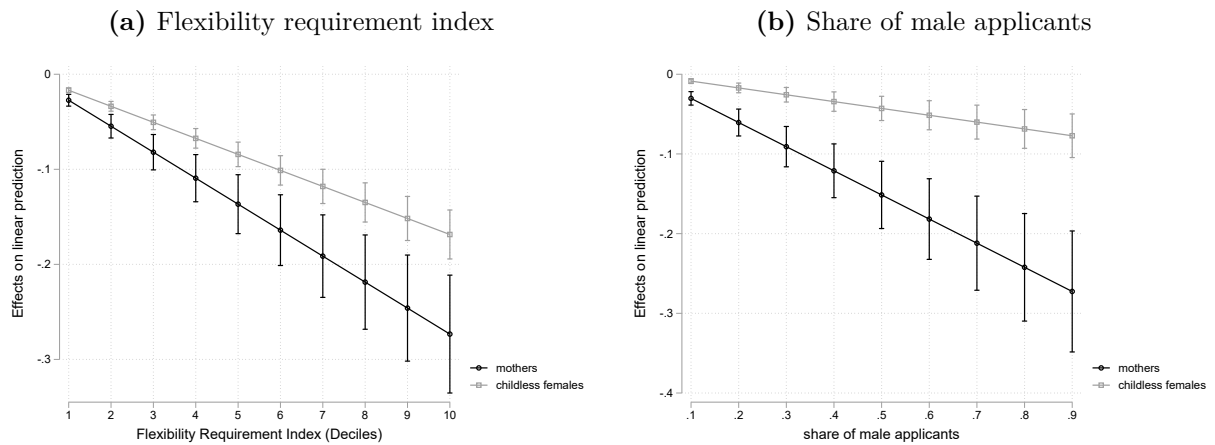 (a) Flexibility requirement index
0
-.1
-.2
-.3
Effects on linear prediction
1 2 3 4 5 6 7 8 9 10
Flexibility Requirement Index (Deciles)
mothers
childless females
(b) Share of male applicants
0
-.1
-.2
-.3
-.4
Effects on linear prediction
.1 .2 .3 .4 .5 .6 .7 .8 .9
share of male applicants
mothers
childless females